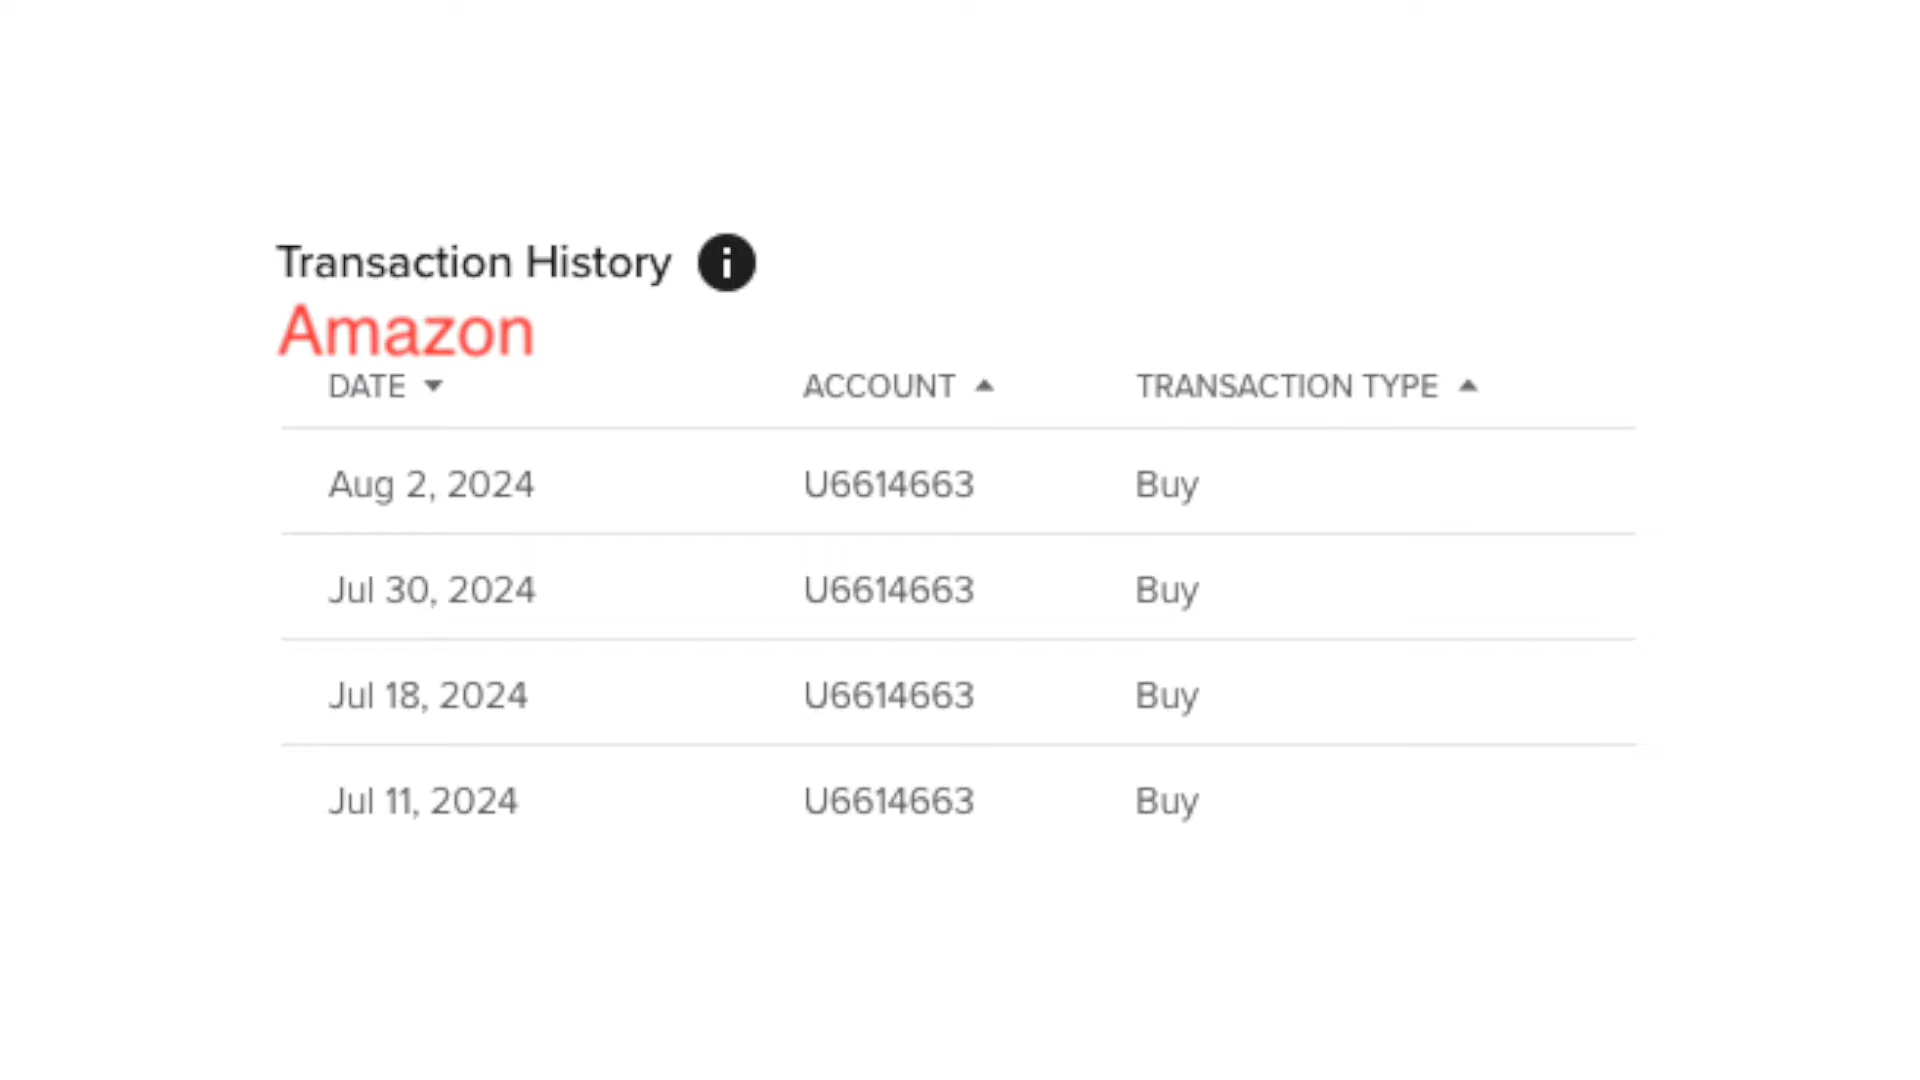 Transaction History i
Amazon
DATE ACCOUNT TRANSACTION TYPE
Aug 2, 2024 U6614663 Buy
Jul 30, 2024 U6614663 Buy
Jul 18, 2024 U6614663 Buy
Jul 11, 2024 U6614663 Buy